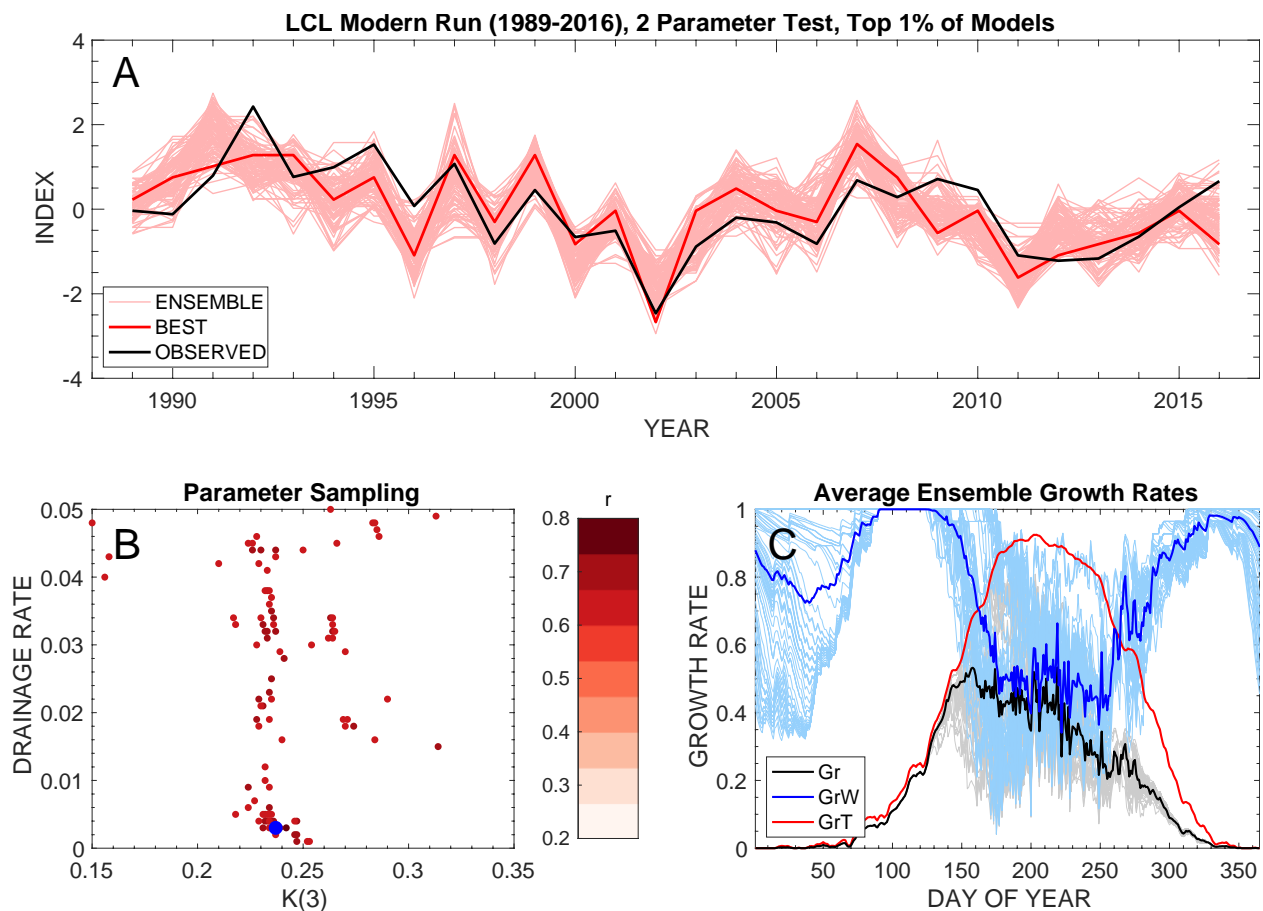 LCL Modern Run (1989-2016), 2 Parameter Test, Top 1% of Models
A
4
2
0
-2
-4
INDEX
ENSEMBLE
BEST
OBSERVED
1990
1995
2000
2005
2010
2015
YEAR
Parameter Sampling
B
0.05
0.04
0.03
0.02
0.01
0
DRAINAGE RATE
0.15
0.2
0.25
0.3
0.35
K(3)
r
0.8
0.7
0.6
0.5
0.4
0.3
0.2
Average Ensemble Growth Rates
C
1
0.8
0.6
0.4
0.2
0
GROWTH RATE
Gr
GrW
GrT
50
100
150
200
250
300
350
DAY OF YEAR